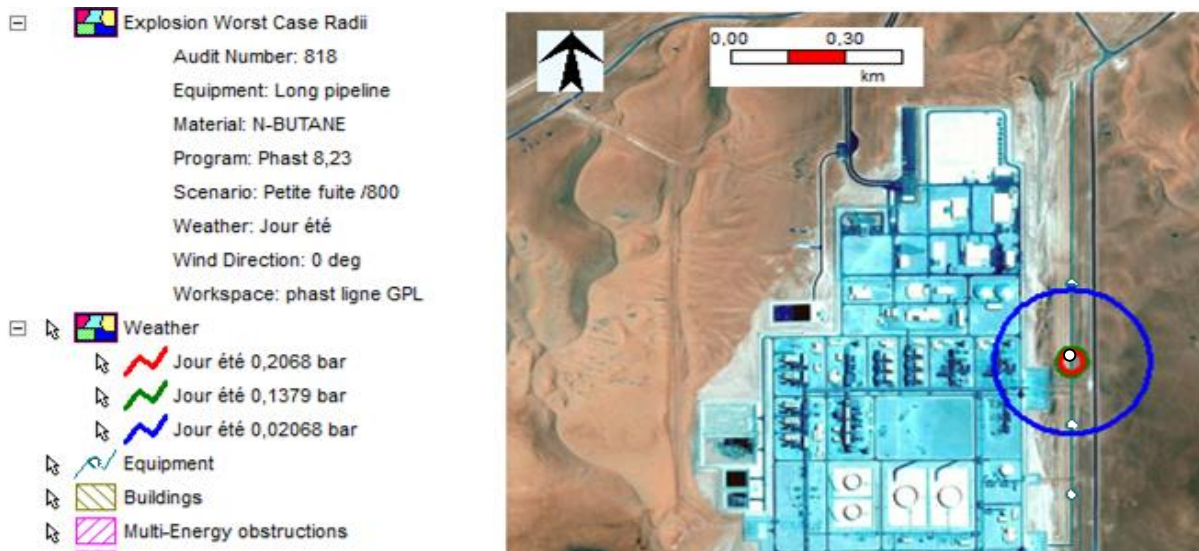 Explosion Worst Case Radii
Audit Number: 818
Equipment: Long pipeline
Material: N-BUTANE
Program: Phast 8,23
Scenario: Petite fuite /800
Weather: Jour été
Wind Direction: 0 deg
Workspace: phast ligne GPL
Weather
Jour été 0,2068 bar
Jour été 0,1379 bar
Jour été 0,02068 bar
Equipment
Buildings
Multi-Energy obstructions
0,00 0,30
km